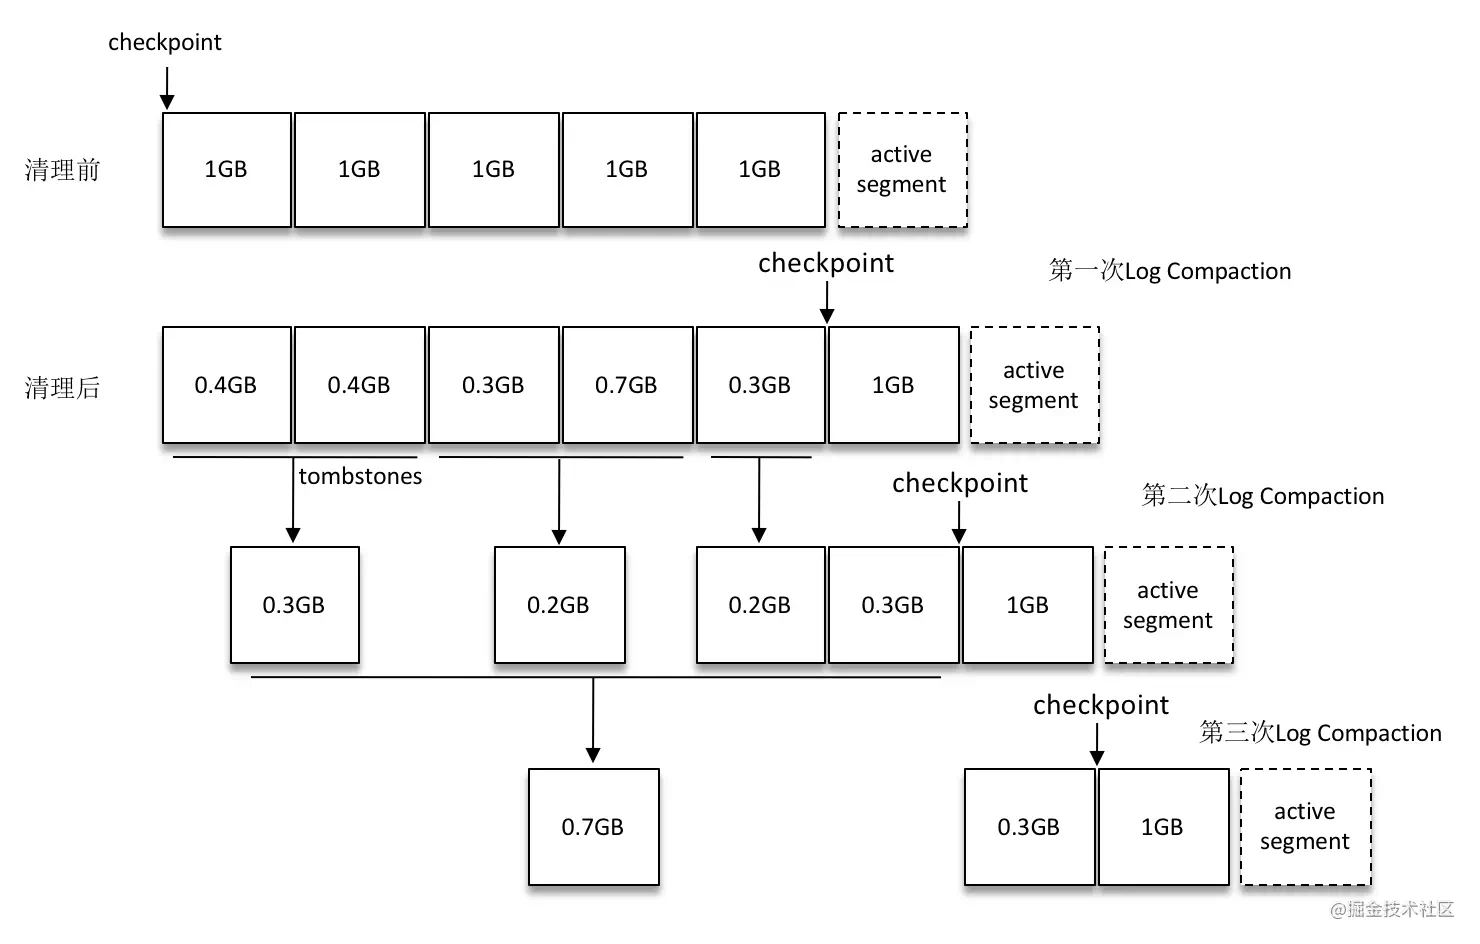 checkpoint
清理前
1GB
1GB
1GB
1GB
1GB
active
segment
checkpoint
第一次Log Compaction
清理后
0.4GB
0.4GB
0.3GB
0.7GB
0.3GB
1GB
active
segment
tombstones
checkpoint
第二次Log Compaction
0.3GB
0.2GB
0.2GB
0.3GB
1GB
active
segment
checkpoint
第三次Log Compaction
0.7GB
0.3GB
1GB
active
segment
@掘金技术社区